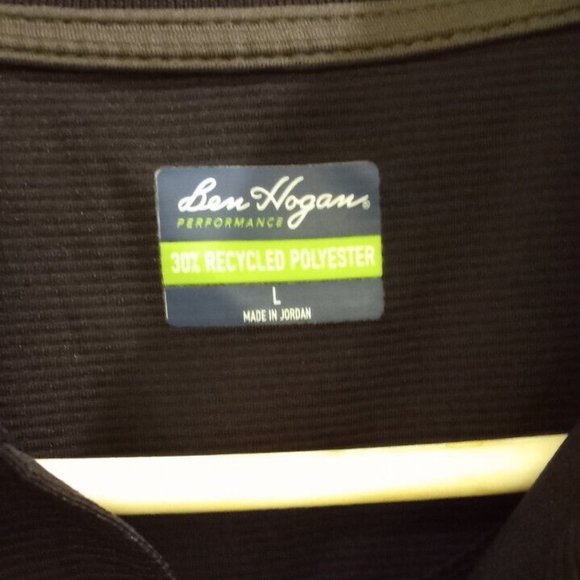 Ben Hogan
PERFORMANCE
30% RECYCLED POLYESTER
L
MADE IN JORDAN